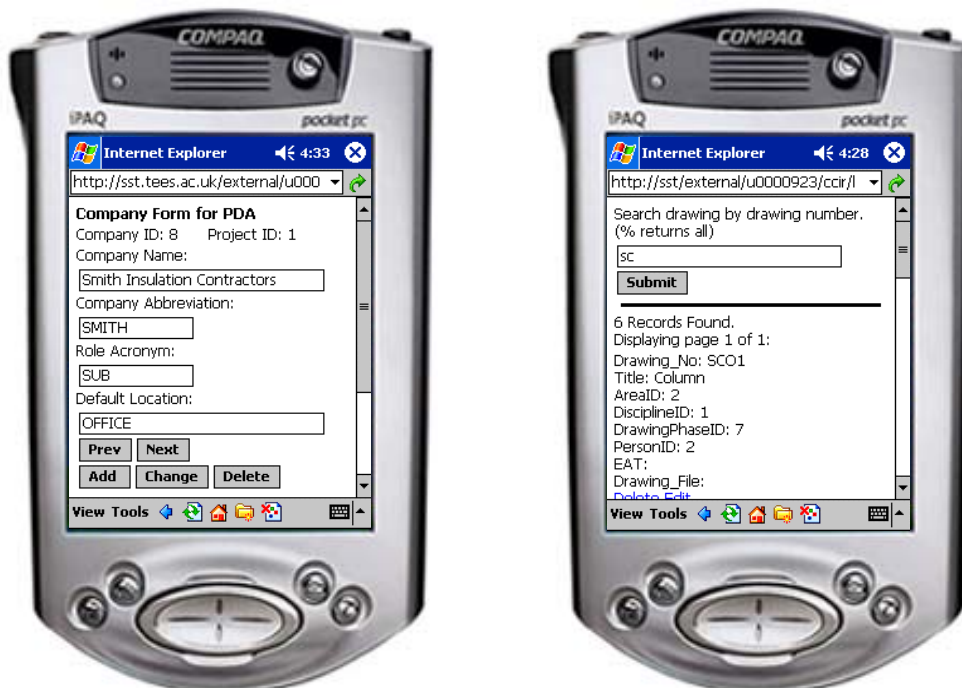 COMPAQ
iPAQ pocket pc
Internet Explorer 4:33
http://sst.tees.ac.uk/external/u000
Company Form for PDA
Company ID: 8 Project ID: 1
Company Name:
Smith Insulation Contractors
Company Abbreviation:
SMITH
Role Acronym:
SUB
Default Location:
OFFICE
Prev Next
Add Change Delete
View Tools
COMPAQ
iPAQ pocket pc
Internet Explorer 4:28
http://sst/external/u0000923/ccir/l
Search drawing by drawing number.
(% returns all)
sc
Submit
6 Records Found.
Displaying page 1 of 1:
Drawing_No: SCO1
Title: Column
AreaID: 2
DisciplineID: 1
DrawingPhaseID: 7
PersonID: 2
EAT:
Drawing_File:
Delete Edit
View Tools